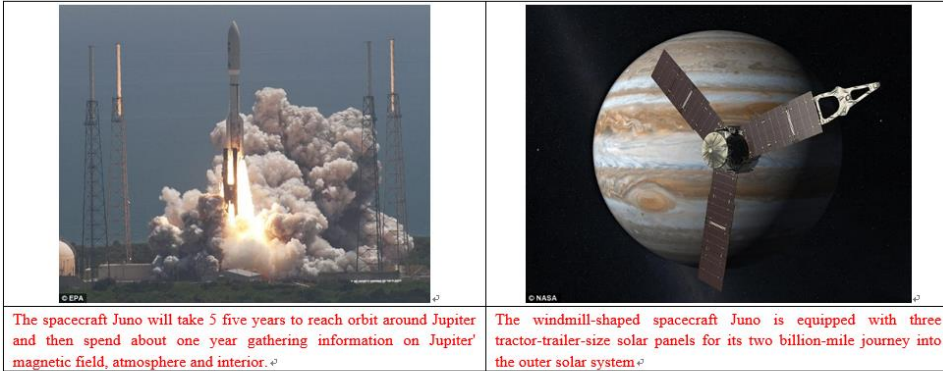 © EPA
© NASA
The spacecraft Juno will take 5 five years to reach orbit around Jupiter
and then spend about one year gathering information on Jupiter'
magnetic field, atmosphere and interior.
The windmill-shaped spacecraft Juno is equipped with three
tractor-trailer-size solar panels for its two billion-mile journey into
the outer solar system